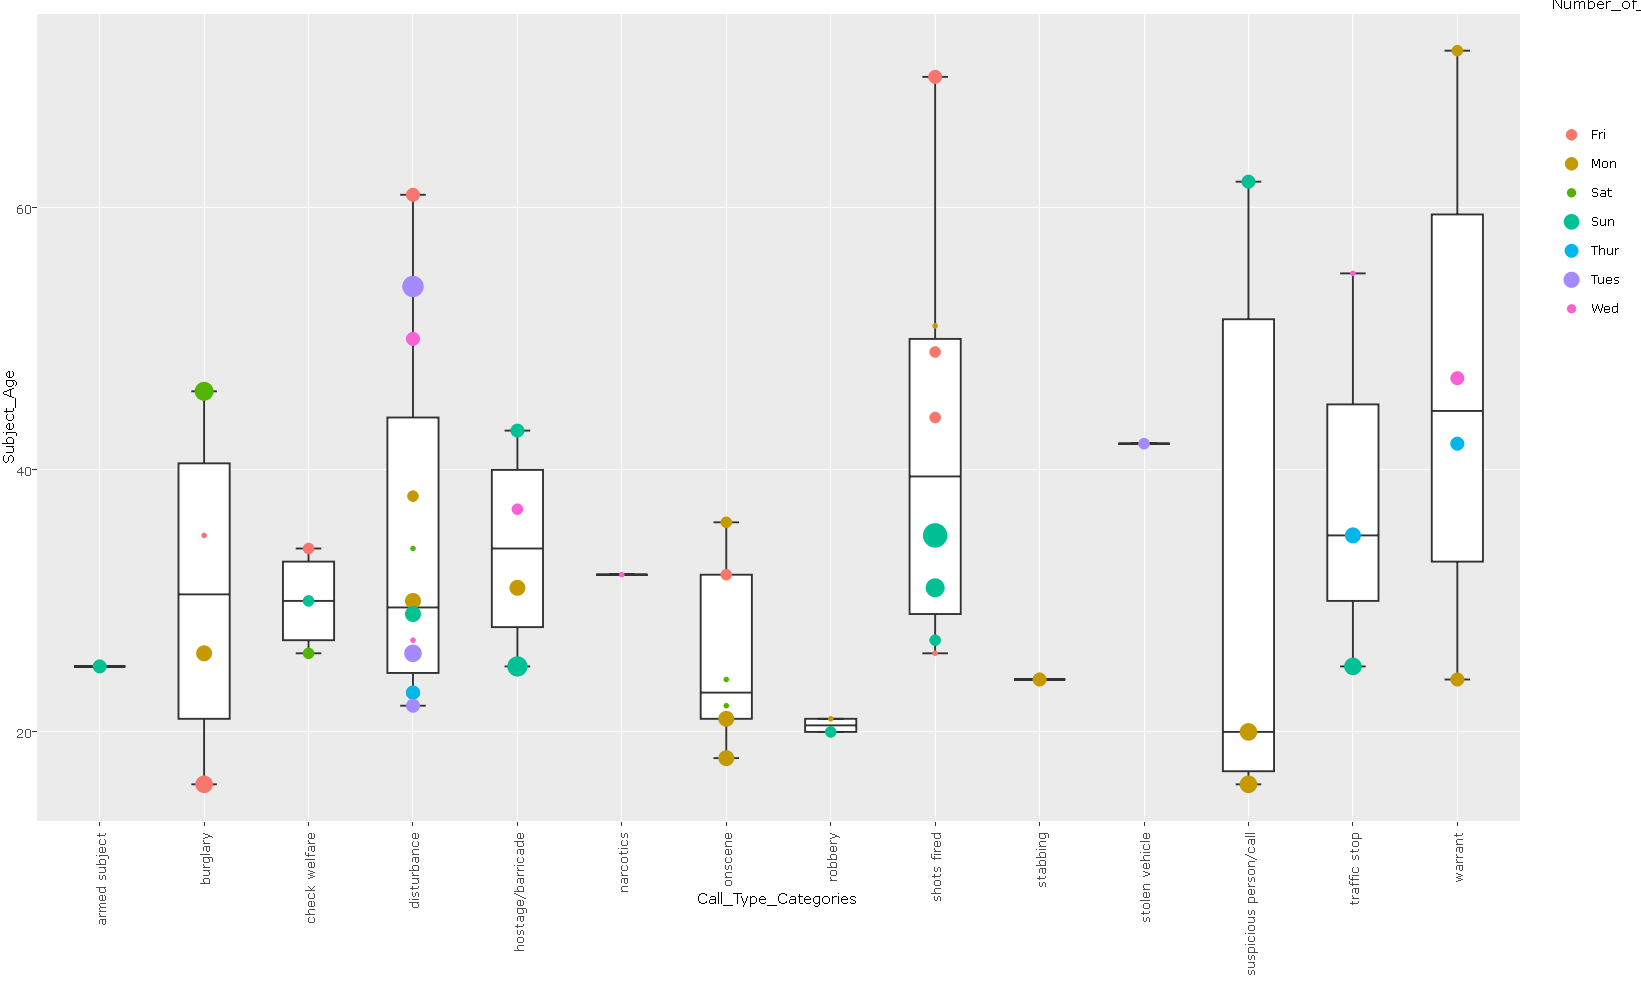 Number_of_
Fri
Mon
Sat
Sun
Thur
Tues
Wed
Subject_Age
60
40
20
armed subject
burglary
check welfare
disturbance
hostage/barricade
narcotics
onscene
robbery
shots fired
stabbing
stolen vehicle
suspicious person/call
traffic stop
warrant
Call_Type_Categories